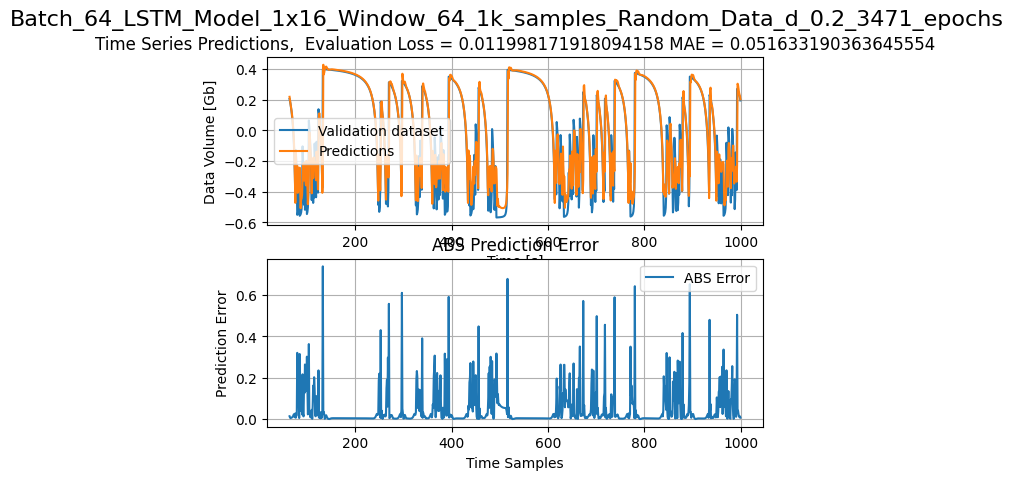 Batch_64_LSTM_Model_1x16_Window_64_1k_samples_Random_Data_d_0.2_3471_epochs
Time Series Predictions,  Evaluation Loss = 0.011998171918094158 MAE = 0.051633190363645554
Data Volume [Gb]
0.4
0.2
0.0
−0.2
−0.4
−0.6
Validation dataset
Predictions
200
400
600
800
1000
Time [s]
ABS Prediction Error
Prediction Error
0.6
0.4
0.2
0.0
ABS Error
200
400
600
800
1000
Time Samples